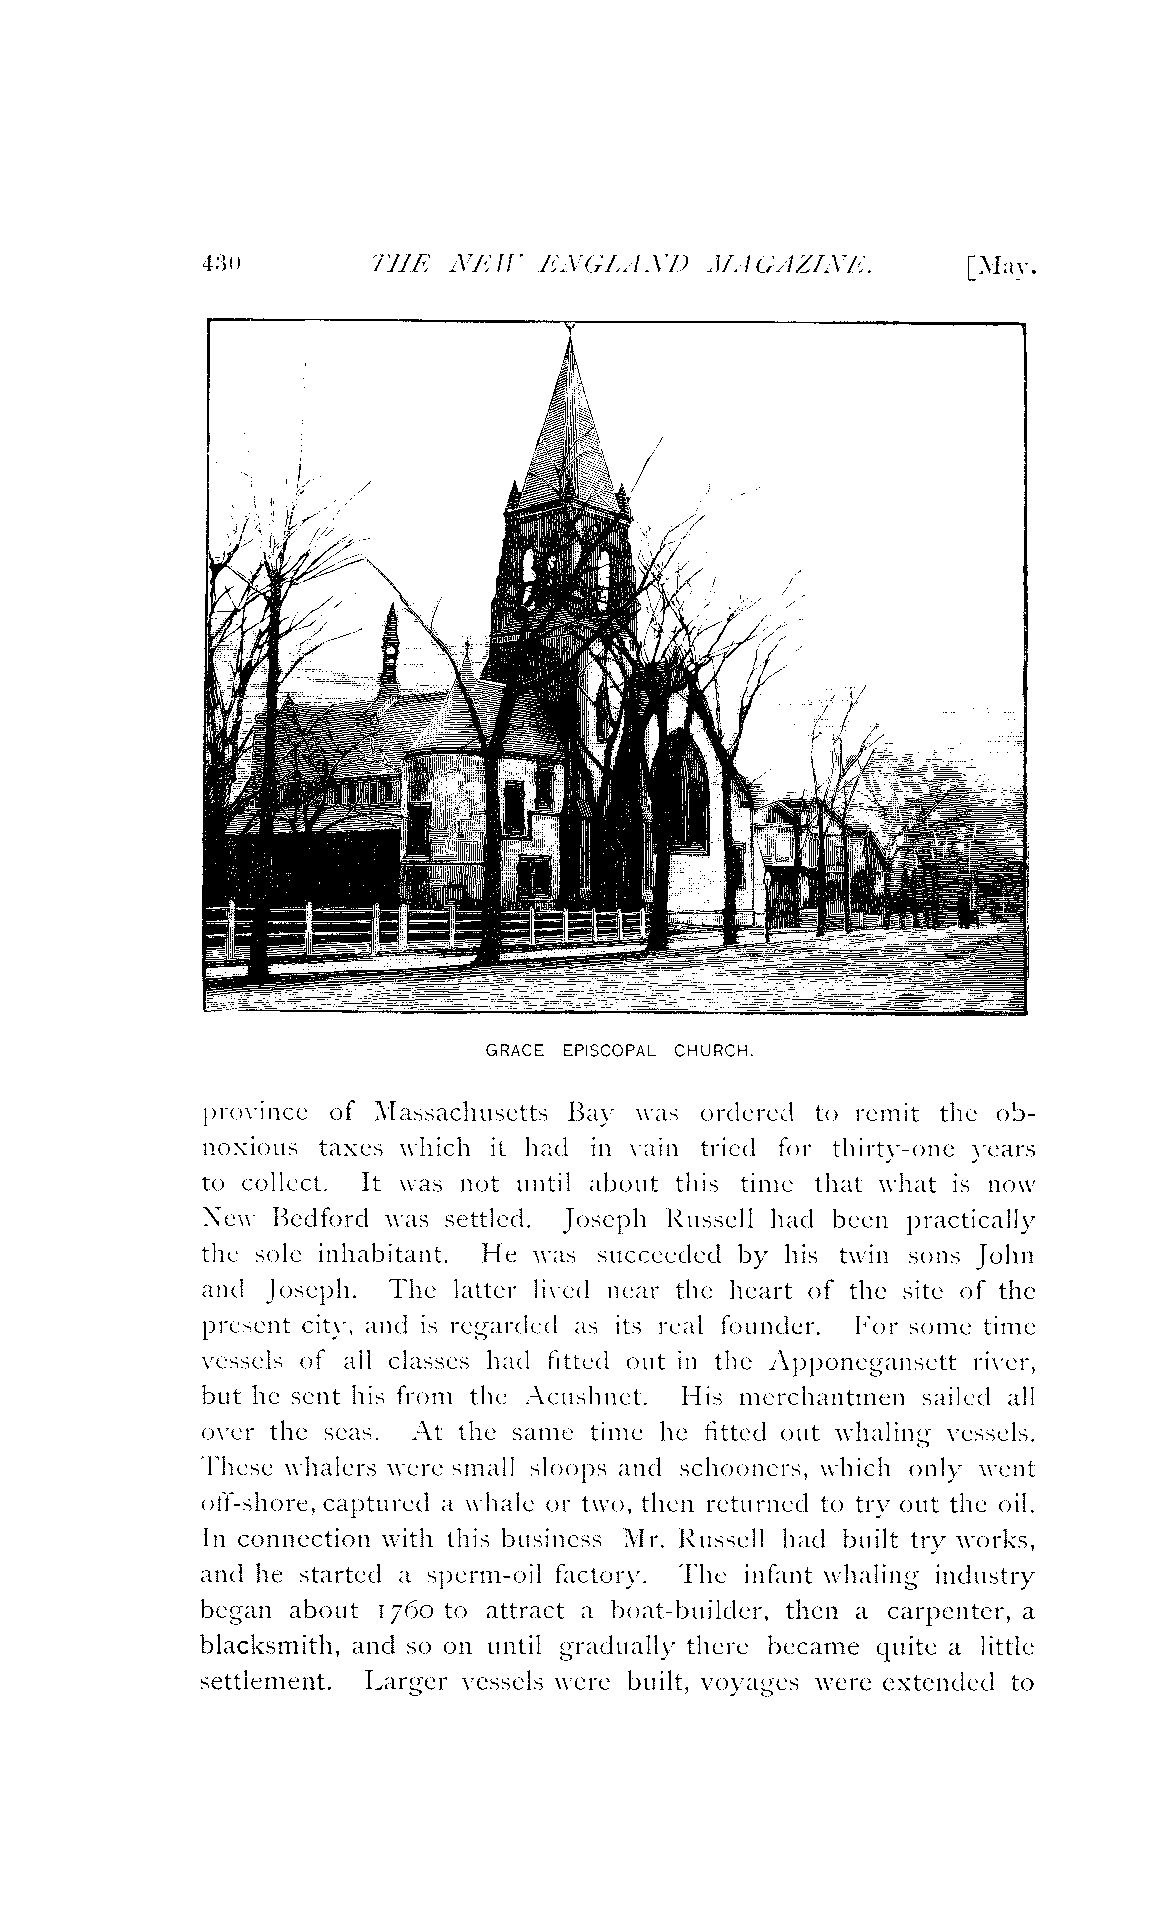 430 THE NEW ENGLAND MAGAZINE. [May.
GRACE EPISCOPAL CHURCH.
province of Massachusetts Bay was ordered to remit the ob-
noxious taxes which it had in vain tried for thirty-one years
to collect. It was not until about this time that what is now
New Bedford was settled. Joseph Russell had been practically
the sole inhabitant. He was succeeded by his twin sons John
and Joseph. The latter lived near the heart of the site of the
present city, and is regarded as its real founder. For some time
vessels of all classes had fitted out in the Apponegansett river,
but he sent his from the Acushnet. His merchantmen sailed all
over the seas. At the same time he fitted out whaling vessels.
These whalers were small sloops and schooners, which only went
off-shore, captured a whale or two, then returned to try out the oil.
In connection with this business Mr. Russell had built try works,
and he started a sperm-oil factory. The infant whaling industry
began about 1760 to attract a boat-builder, then a carpenter, a
blacksmith, and so on until gradually there became quite a little
settlement. Larger vessels were built, voyages were extended to